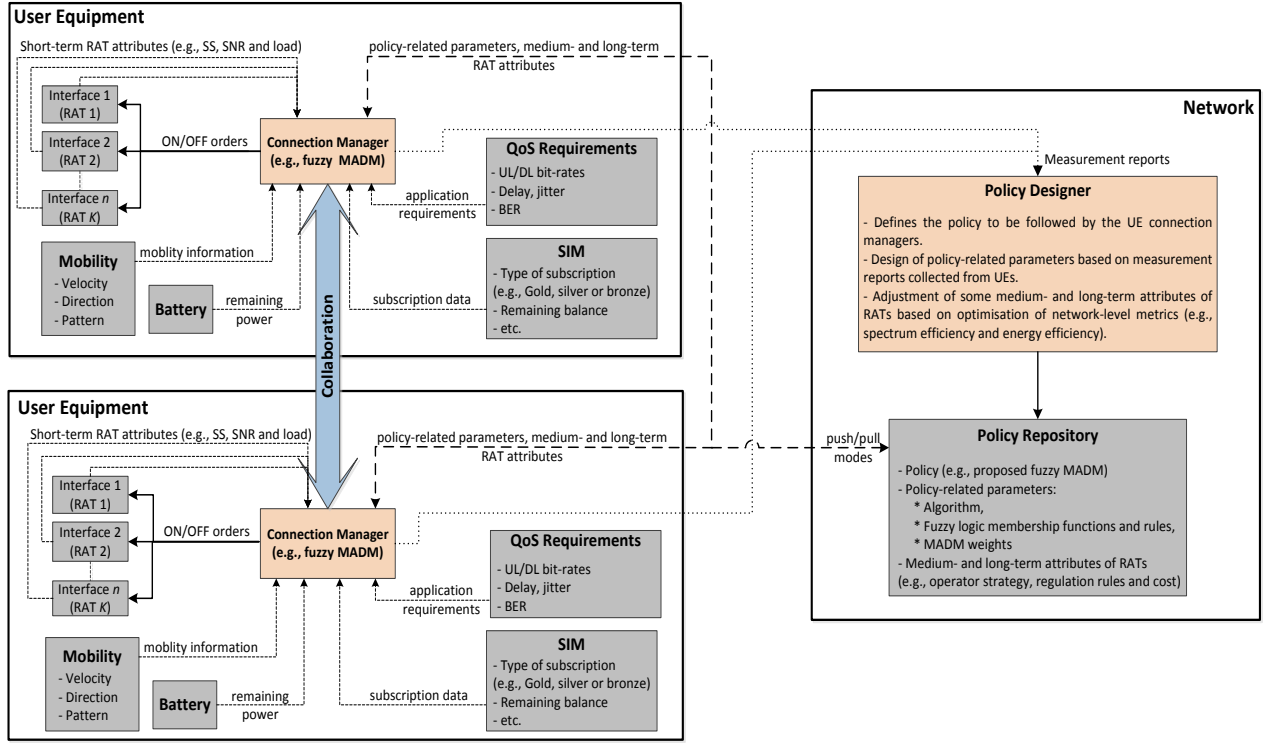 User Equipment
Short-term RAT attributes (e.g., SS, SNR and load)
policy-related parameters, medium- and long-term
RAT attributes
Interface 1
(RAT 1)
Interface 2
(RAT 2)
Interface n
(RAT K)
ON/OFF orders
Connection Manager
(e.g., fuzzy MADM)
QoS Requirements
- UL/DL bit-rates
- Delay, jitter
- BER
application
requirements
Mobility
- Velocity
- Direction
- Pattern
moblity information
Battery
remaining
power
subscription data
SIM
- Type of subscription
(e.g., Gold, silver or bronze)
- Remaining balance
- etc.
Collaboration
User Equipment
Short-term RAT attributes (e.g., SS, SNR and load)
policy-related parameters, medium- and long-term
RAT attributes
Interface 1
(RAT 1)
Interface 2
(RAT 2)
Interface n
(RAT K)
ON/OFF orders
Connection Manager
(e.g., fuzzy MADM)
QoS Requirements
- UL/DL bit-rates
- Delay, jitter
- BER
application
requirements
Mobility
- Velocity
- Direction
- Pattern
moblity information
Battery
remaining
power
subscription data
SIM
- Type of subscription
(e.g., Gold, silver or bronze)
- Remaining balance
- etc.
Network
Measurement reports
Policy Designer
- Defines the policy to be followed by the UE connection
managers.
- Design of policy-related parameters based on measurement
reports collected from UEs.
- Adjustment of some medium- and long-term attributes of
RATs based on optimisation of network-level metrics (e.g.,
spectrum efficiency and energy efficiency).
push/pull
modes
Policy Repository
- Policy (e.g., proposed fuzzy MADM)
- Policy-related parameters:
* Algorithm,
* Fuzzy logic membership functions and rules,
* MADM weights
- Medium- and long-term attributes of RATs
(e.g., operator strategy, regulation rules and cost)